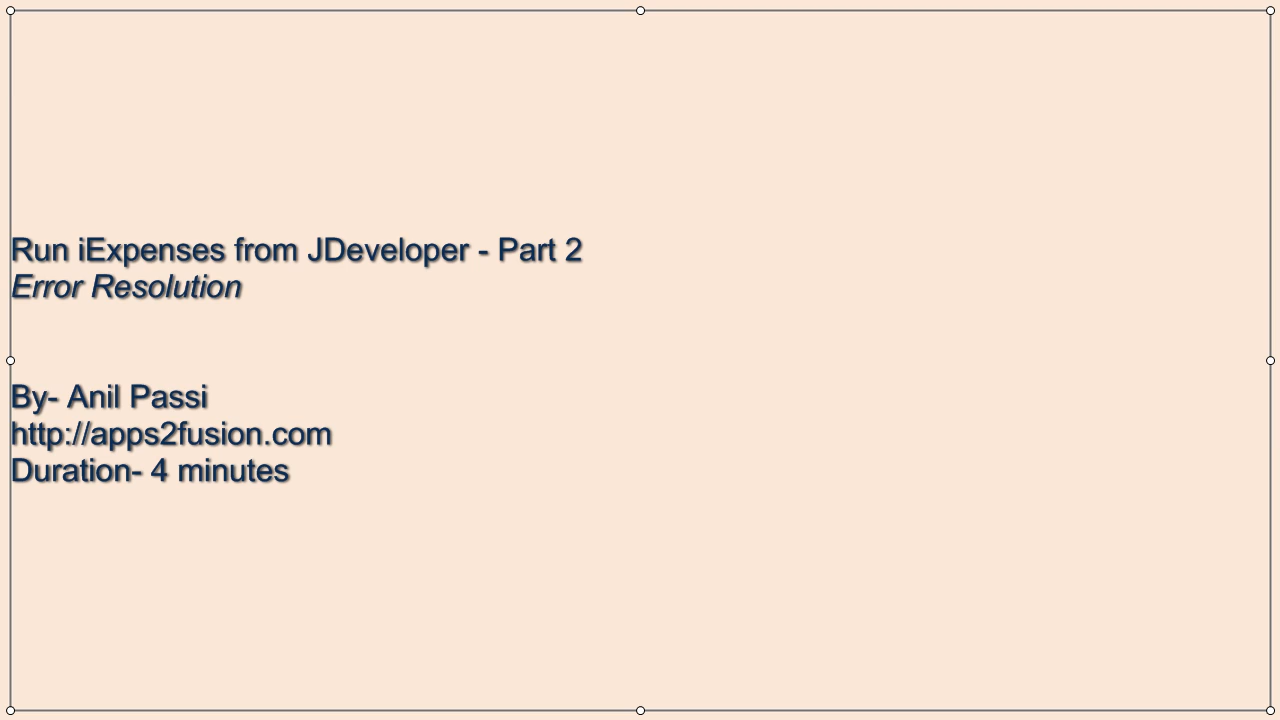 Run iExpenses from JDeveloper - Part 2
Error Resolution
By- Anil Passi
http://apps2fusion.com
Duration- 4 minutes